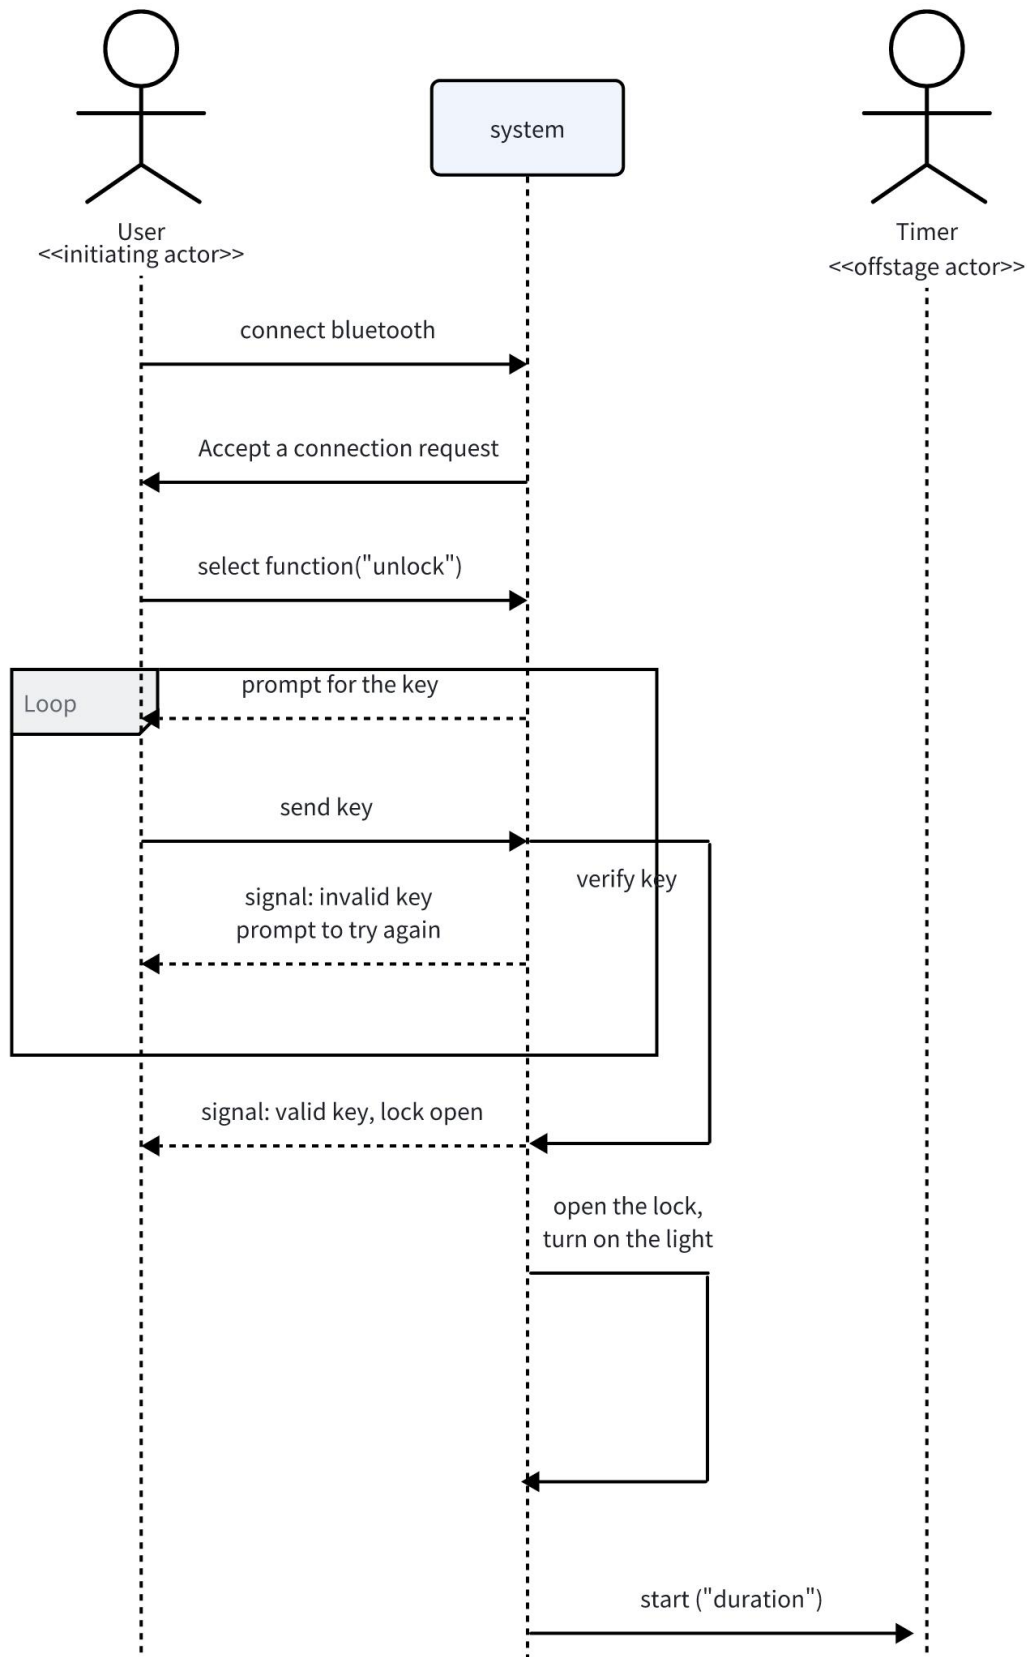 system
User
<<initiating actor>>
Timer
<<offstage actor>>
connect bluetooth
Accept a connection request
select function("unlock")
Loop
prompt for the key
send key
verify key
signal: invalid key
prompt to try again
signal: valid key, lock open
open the lock,
turn on the light
start ("duration")